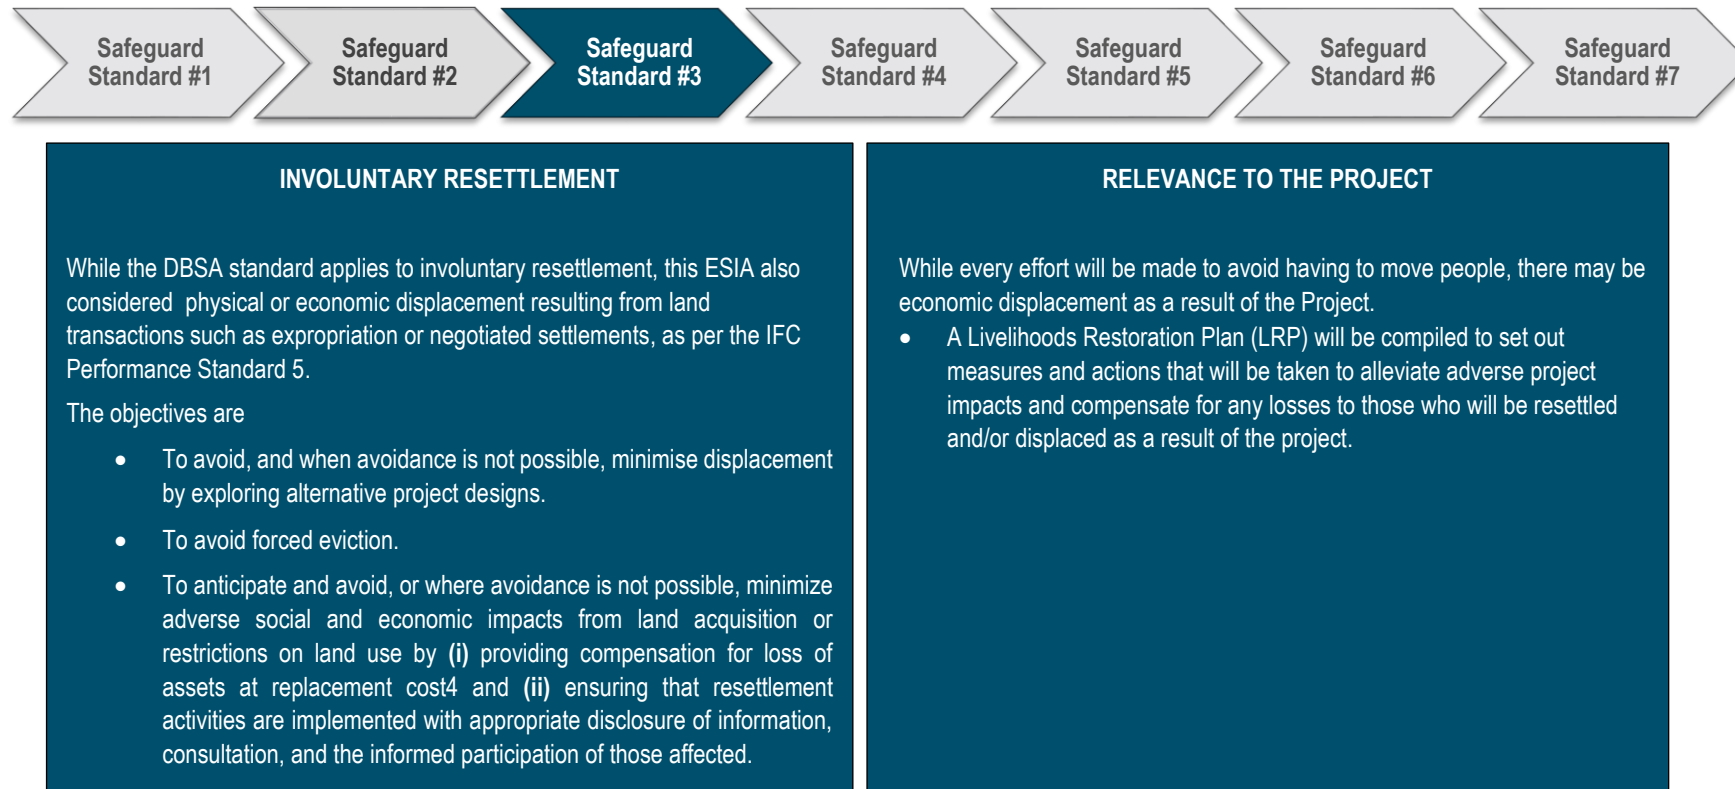 Safeguard
Standard #1
Safeguard
Standard #2
Safeguard
Standard #3
Safeguard
Standard #4
Safeguard
Standard #5
Safeguard
Standard #6
Safeguard
Standard #7
INVOLUNTARY RESETTLEMENT
While the DBSA standard applies to involuntary resettlement, this ESIA also
considered physical or economic displacement resulting from land
transactions such as expropriation or negotiated settlements, as per the IFC
Performance Standard 5.
The objectives are
• To avoid, and when avoidance is not possible, minimise displacement
by exploring alternative project designs.
• To avoid forced eviction.
• To anticipate and avoid, or where avoidance is not possible, minimize
adverse social and economic impacts from land acquisition or
restrictions on land use by (i) providing compensation for loss of
assets at replacement cost4 and (ii) ensuring that resettlement
activities are implemented with appropriate disclosure of information,
consultation, and the informed participation of those affected.
RELEVANCE TO THE PROJECT
While every effort will be made to avoid having to move people, there may be
economic displacement as a result of the Project.
• A Livelihoods Restoration Plan (LRP) will be compiled to set out
measures and actions that will be taken to alleviate adverse project
impacts and compensate for any losses to those who will be resettled
and/or displaced as a result of the project.